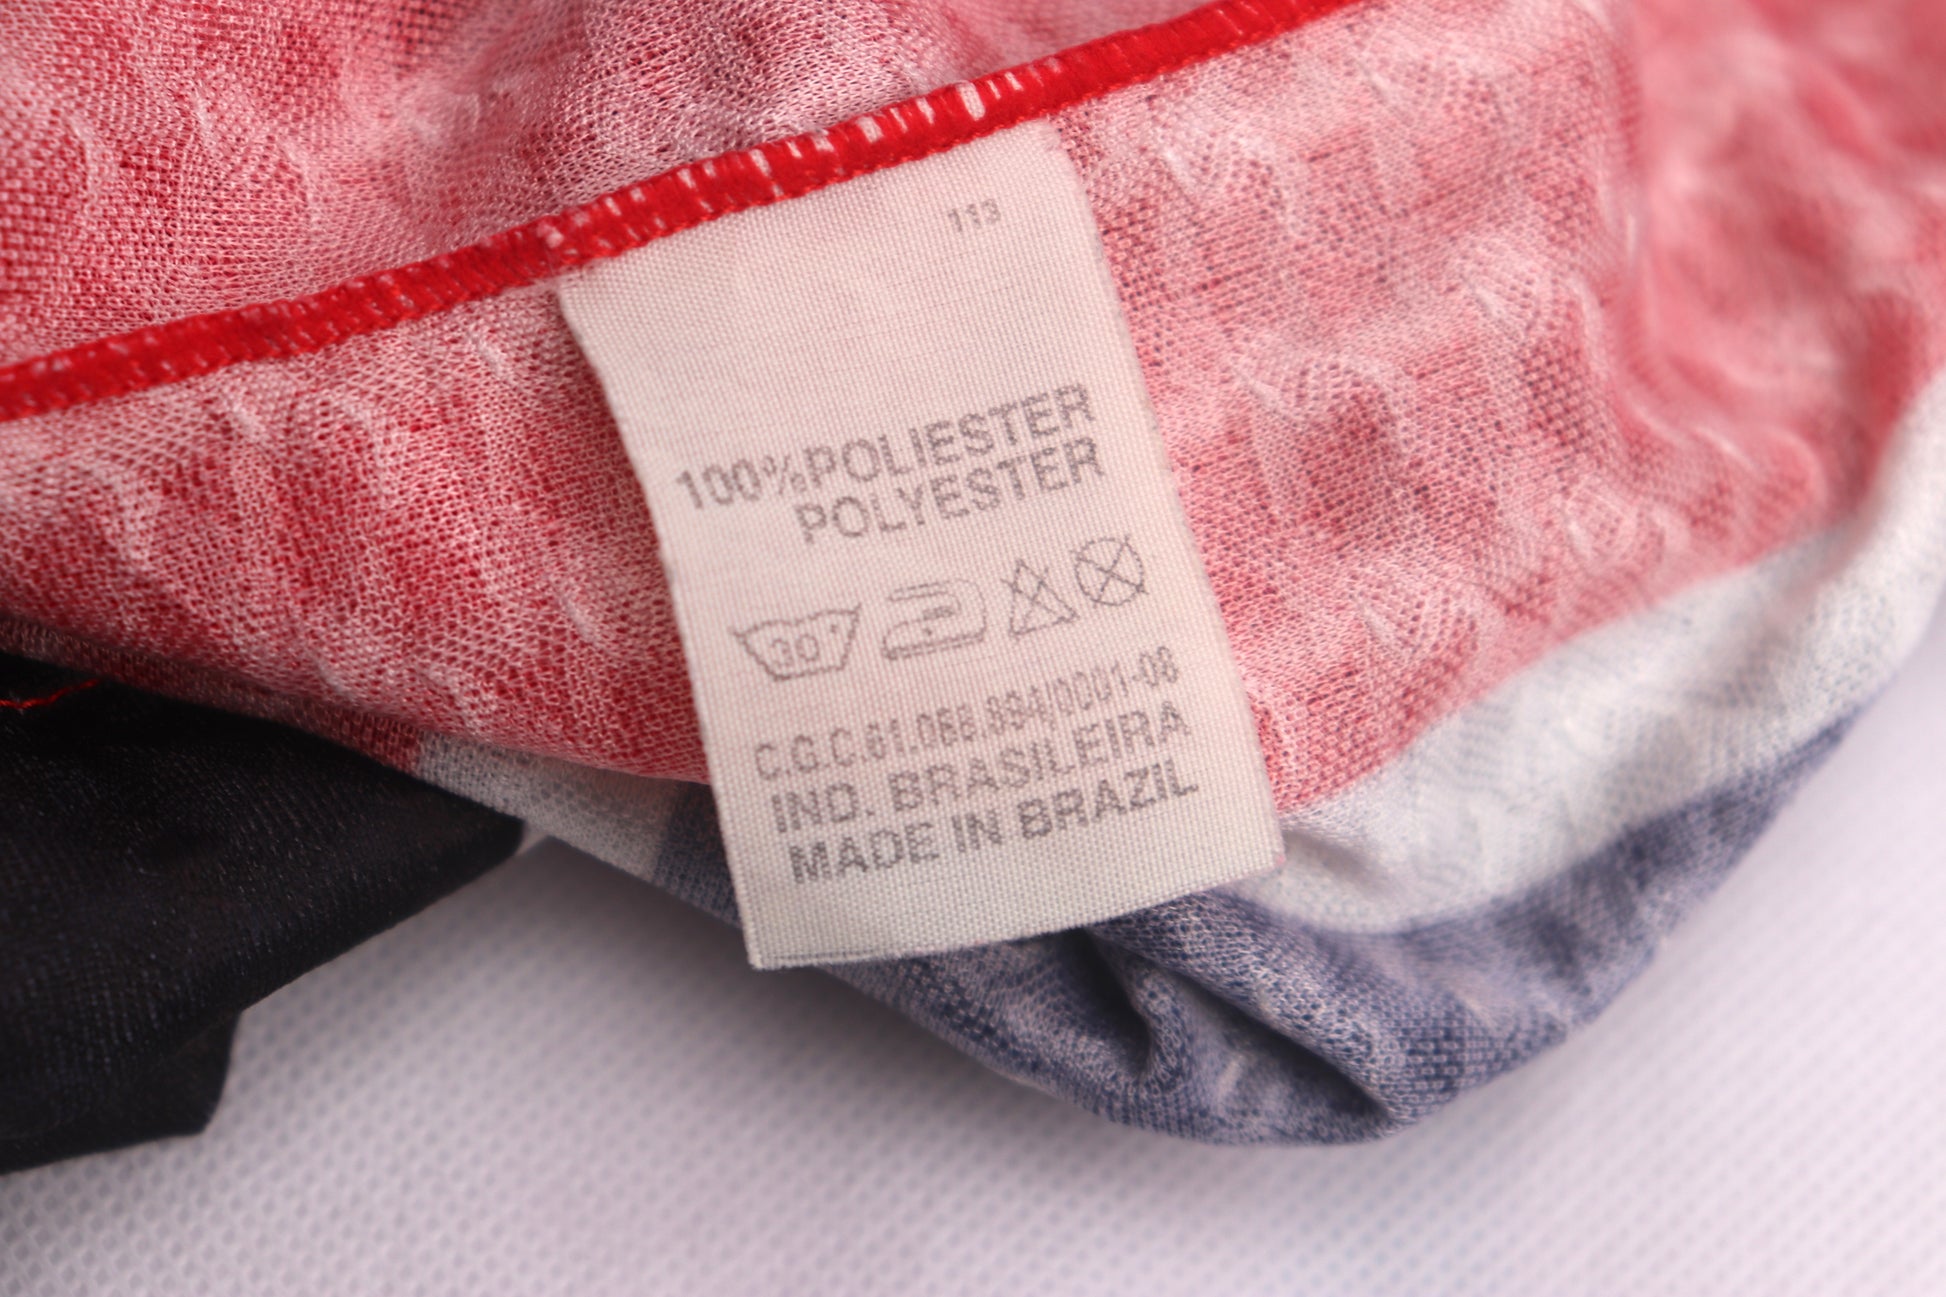 113
100%POLIESTER
POLYESTER
30°
C.G.C.61.088.894/0001-08
IND. BRASILEIRA
MADE IN BRAZIL